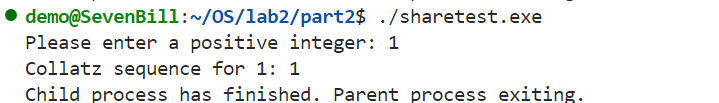 demo@SevenBill:~/OS/lab2/part2$ ./sharetest.exe
Please enter a positive integer: 1
Collatz sequence for 1: 1
Child process has finished. Parent process exiting.